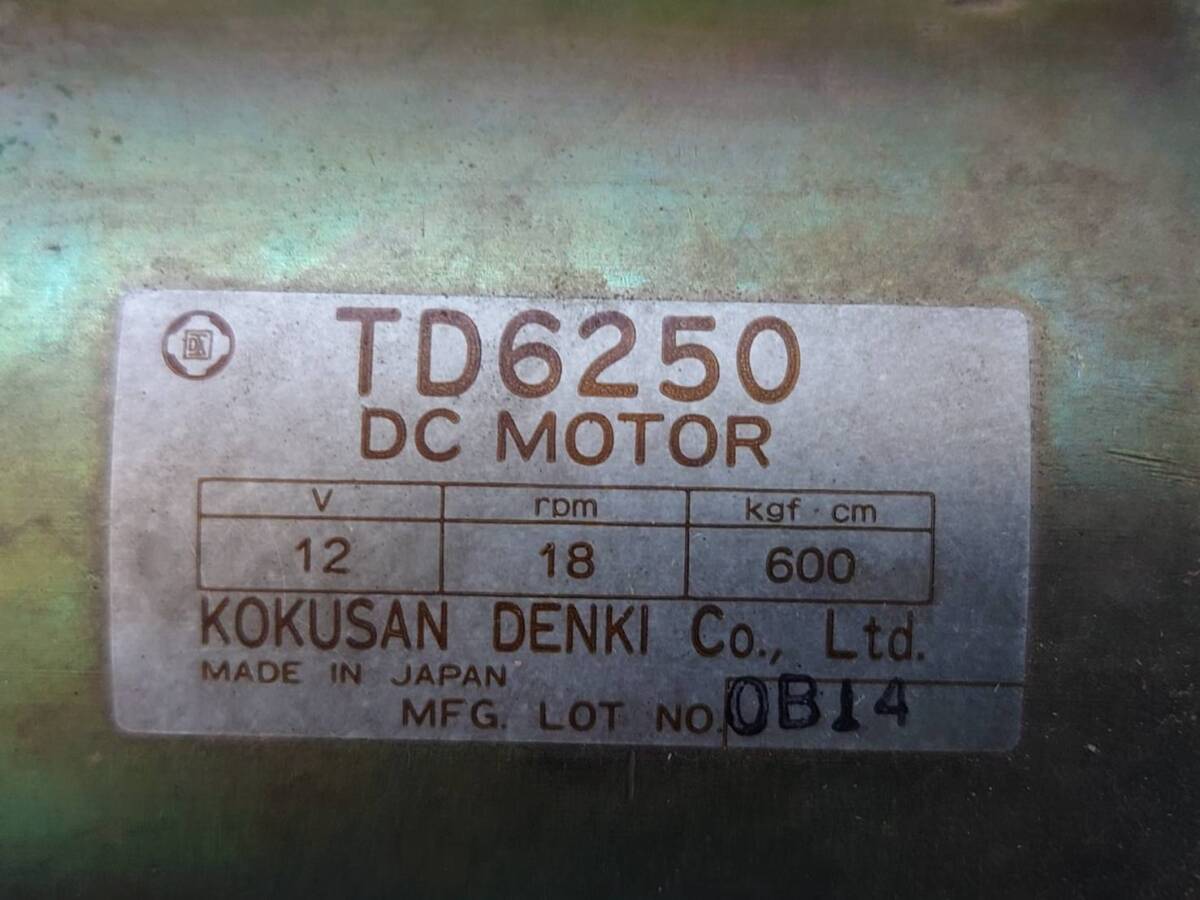 TD6250
DC MOTOR
V rpm kgf·cm
12 18 600
KOKUSAN DENKI Co., Ltd.
MADE IN JAPAN
MFG. LOT NO. 0B14